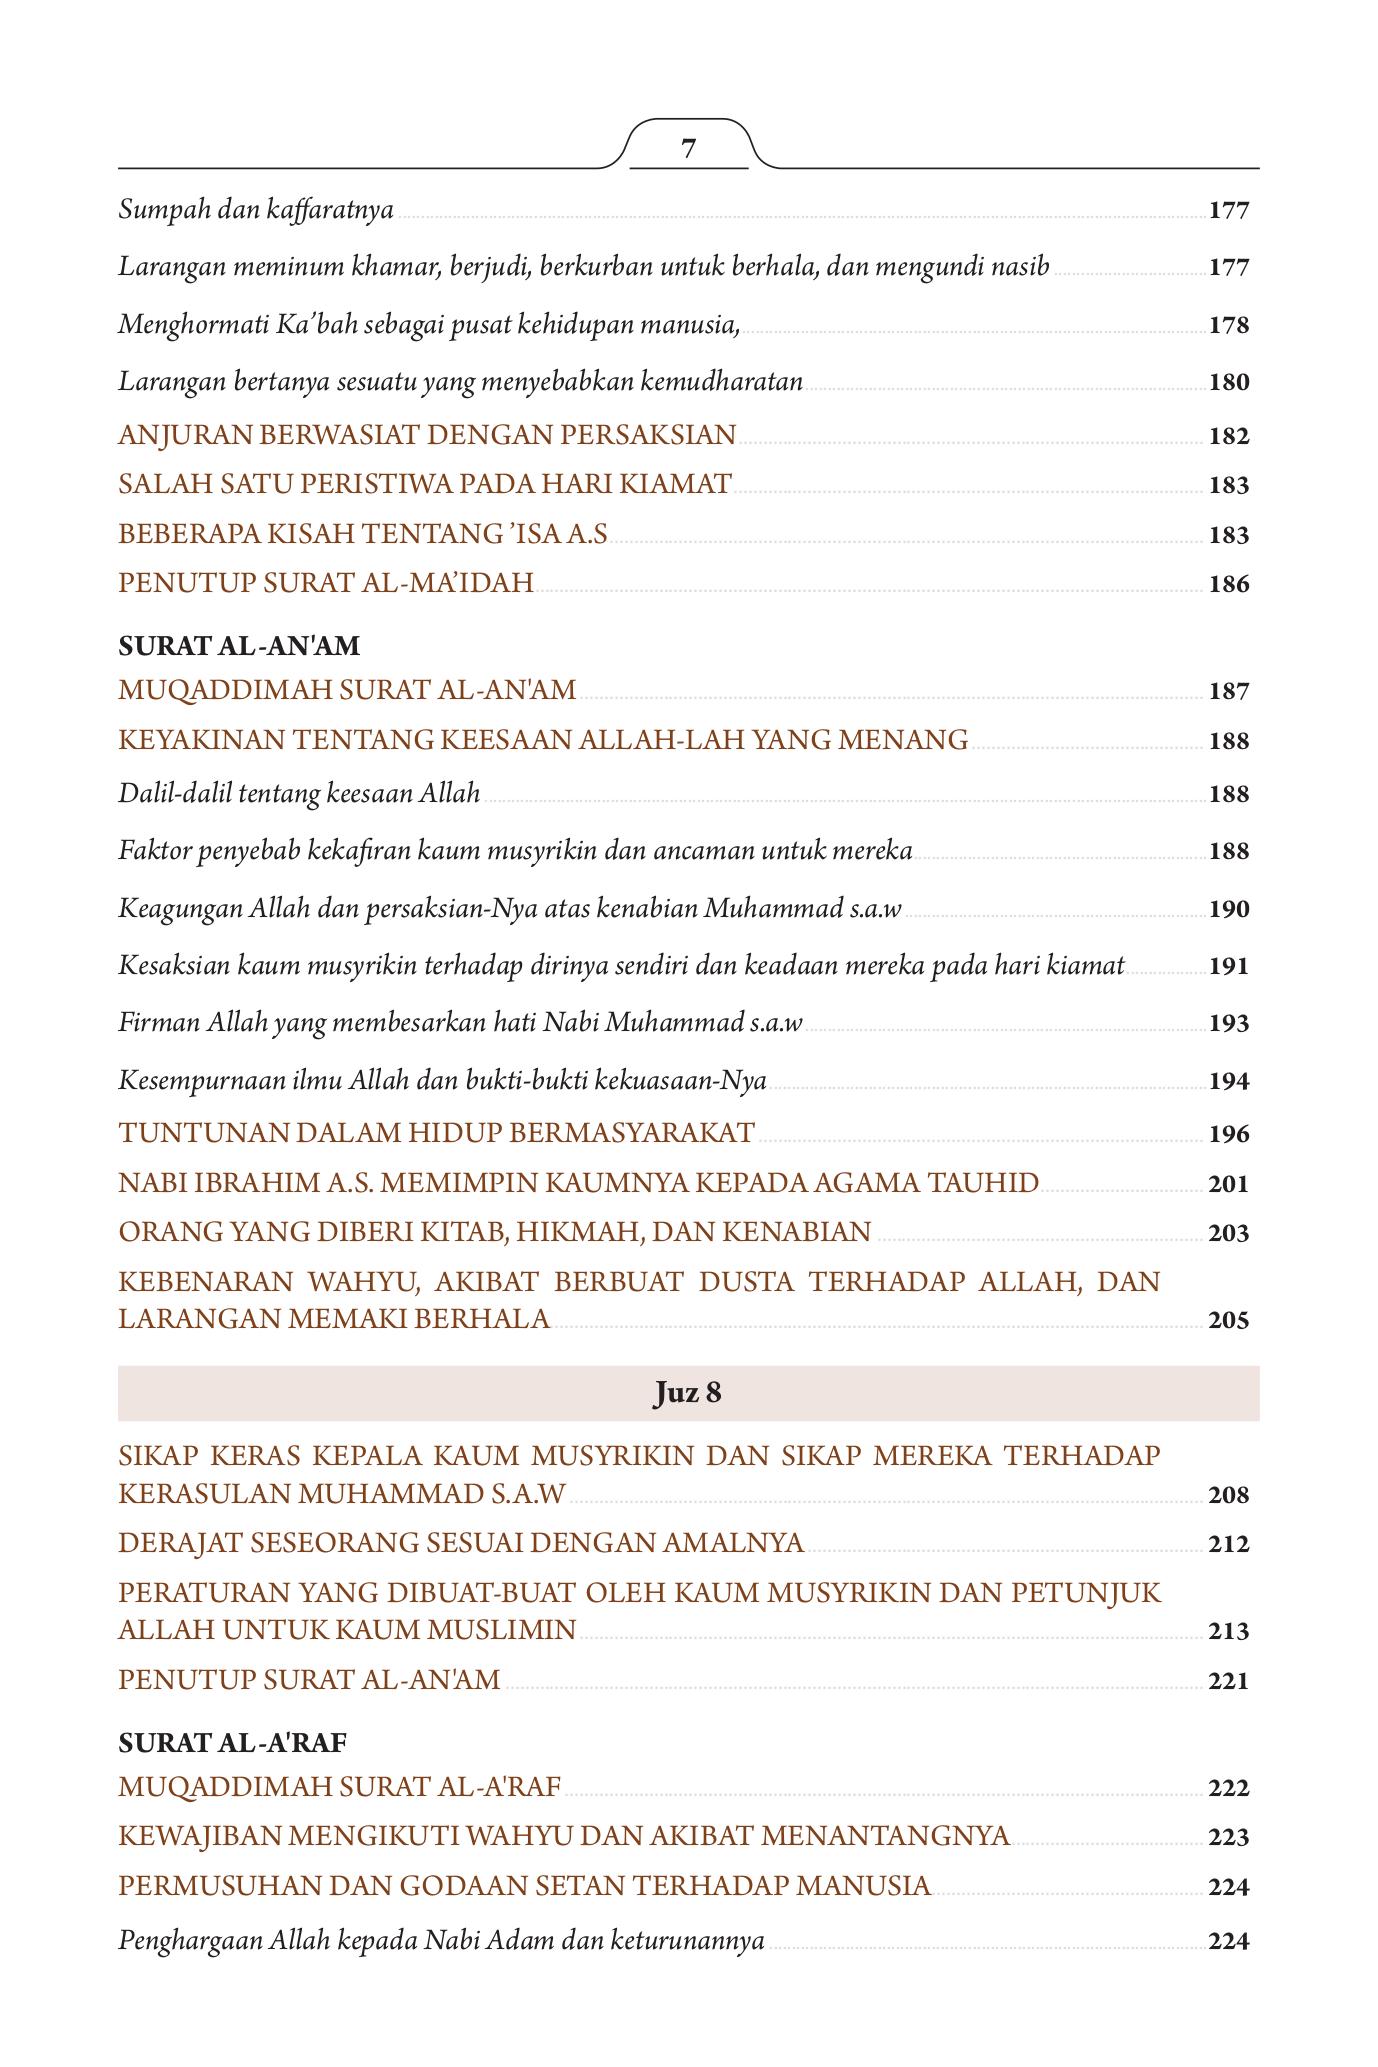 7
Sumpah dan kaffaratnya 177
Larangan meminum khamar, berjudi, berkurban untuk berhala, dan mengundi nasib 177
Menghormati Ka’bah sebagai pusat kehidupan manusia, 178
Larangan bertanya sesuatu yang menyebabkan kemudharatan 180
ANJURAN BERWASIAT DENGAN PERSAKSIAN 182
SALAH SATU PERISTIWA PADA HARI KIAMAT 183
BEBERAPA KISAH TENTANG ’ISA A.S 183
PENUTUP SURAT AL-MA’IDAH 186
SURAT AL-AN'AM
MUQADDIMAH SURAT AL-AN'AM 187
KEYAKINAN TENTANG KEESAAN ALLAH-LAH YANG MENANG 188
Dalil-dalil tentang keesaan Allah 188
Faktor penyebab kekafiran kaum musyrikin dan ancaman untuk mereka 188
Keagungan Allah dan persaksian-Nya atas kenabian Muhammad s.a.w 190
Kesaksian kaum musyrikin terhadap dirinya sendiri dan keadaan mereka pada hari kiamat 191
Firman Allah yang membesarkan hati Nabi Muhammad s.a.w 193
Kesempurnaan ilmu Allah dan bukti-bukti kekuasaan-Nya 194
TUNTUNAN DALAM HIDUP BERMASYARAKAT 196
NABI IBRAHIM A.S. MEMIMPIN KAUMNYA KEPADA AGAMA TAUHID 201
ORANG YANG DIBERI KITAB, HIKMAH, DAN KENABIAN 203
KEBENARAN WAHYU, AKIBAT BERBUAT DUSTA TERHADAP ALLAH, DAN
LARANGAN MEMAKI BERHALA 205
Juz 8
SIKAP KERAS KEPALA KAUM MUSYRIKIN DAN SIKAP MEREKA TERHADAP
KERASULAN MUHAMMAD S.A.W 208
DERAJAT SESEORANG SESUAI DENGAN AMALNYA 212
PERATURAN YANG DIBUAT-BUAT OLEH KAUM MUSYRIKIN DAN PETUNJUK
ALLAH UNTUK KAUM MUSLIMIN 213
PENUTUP SURAT AL-AN'AM 221
SURAT AL-A'RAF
MUQADDIMAH SURAT AL-A'RAF 222
KEWAJIBAN MENGIKUTI WAHYU DAN AKIBAT MENANTANGNYA 223
PERMUSUHAN DAN GODAAN SETAN TERHADAP MANUSIA 224
Penghargaan Allah kepada Nabi Adam dan keturunannya 224